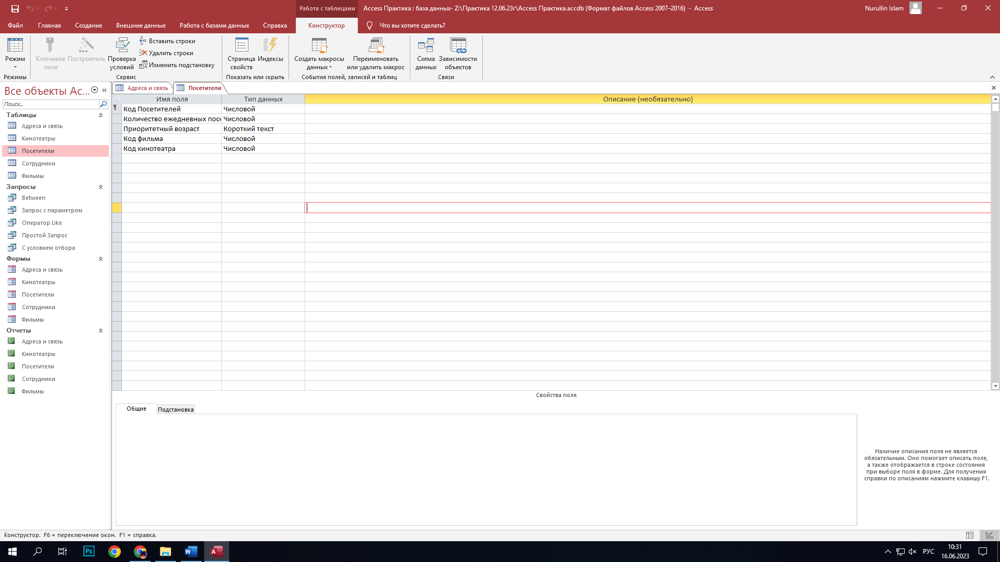 Работа с таблицами
Access Практика : база данных- Z:\Практика 12.06.23г\Access Практика.accdb (Формат файлов Access 2007–2016)  -  Access
Nurullin Islam
Файл
Главная
Создание
Внешние данные
Работа с базами данных
Справка
Конструктор
Что вы хотите сделать?
Режим
Ключевое
поле
Построитель
Проверка
условий
Вставить строки
Удалить строки
Изменить подстановку
Страница
свойств
Индексы
Создать макросы
данных
Переименовать
или удалить макрос
Схема
данных
Зависимости
объектов
Режимы
Сервис
Показать или скрыть
События полей, записей и таблиц
Связи
Все объекты Ac...
Поиск...
Таблицы
Адреса и связь
Кинотеатры
Посетители
Сотрудники
Фильмы
Запросы
Between
Запрос с параметром
Оператор Like
Простой Запрос
С условием отбора
Формы
Адреса и связь
Кинотеатры
Посетители
Сотрудники
Фильмы
Отчеты
Адреса и связь
Кинотеатры
Посетители
Сотрудники
Фильмы
Адреса и связь
Посетители
Имя поля
Тип данных
Описание (необязательно)
Код Посетителей
Числовой
Количество ежедневных посе
Числовой
Приоритетный возраст
Короткий текст
Код фильма
Числовой
Код кинотеатра
Числовой
Свойства поля
Общие
Подстановка
Наличие описания поля не является
обязательным. Оно помогает описать поле,
а также отображается в строке состояния
при выборе поля в форме. Для получения
справки по описаниям нажмите клавишу F1.
Конструктор.  F6 = переключение окон.  F1 = справка.
Ps
W
A
РУС
10:31
16.06.2023